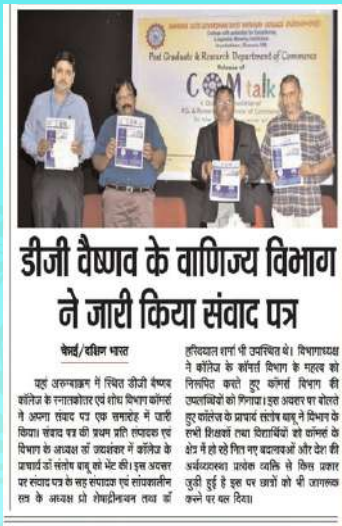 Post Graduate & Research Department of Commerce
Release of
COM talk
डीजी वैष्णव के वाणिज्य विभाग
ने जारी किया संवाद पत्र
चेन्नई/दक्षिण भारत
यहां अरुम्बाक्कम में स्थित डीजी वैष्णव
कॉलेज के स्नातकोत्तर एवं शोध विभाग कॉमर्स
ने अपना संवाद पत्र एक समारोह में जारी
किया। संवाद पत्र की प्रथम प्रति संपादक एवं
विभाग के अध्यक्ष डॉ जयशंकर में कॉलेज के
प्राचार्य डॉ संतोष बाबू को भेंट की। इस अवसर
पर संवाद पत्र के सह संपादक एवं सांयकालीन
सत्र के अध्यक्ष प्रो शेषाद्रीनाथन तथा डॉ
हरिदयाल शर्मा भी उपस्थित थे। विभागाध्यक्ष
ने कॉलेज के कॉमर्स विभाग के महत्व को
निरूपित करते हुए कॉमर्स विभाग की
उपलब्धियों को गिनाया। इस अवसर पर बोलते
हुए कॉलेज के प्राचार्य संतोष बाबू ने विभाग के
सभी शिक्षकों तथा विद्यार्थियों को कॉमर्स के
क्षेत्र में हो रहे नित नए बदलावओं और देश की
अर्थव्यवस्था प्रत्येक व्यक्ति से किस प्रकार
जुड़ी हुई है इस पर छात्रों को भी जागरूक
करने पर बल दिया।